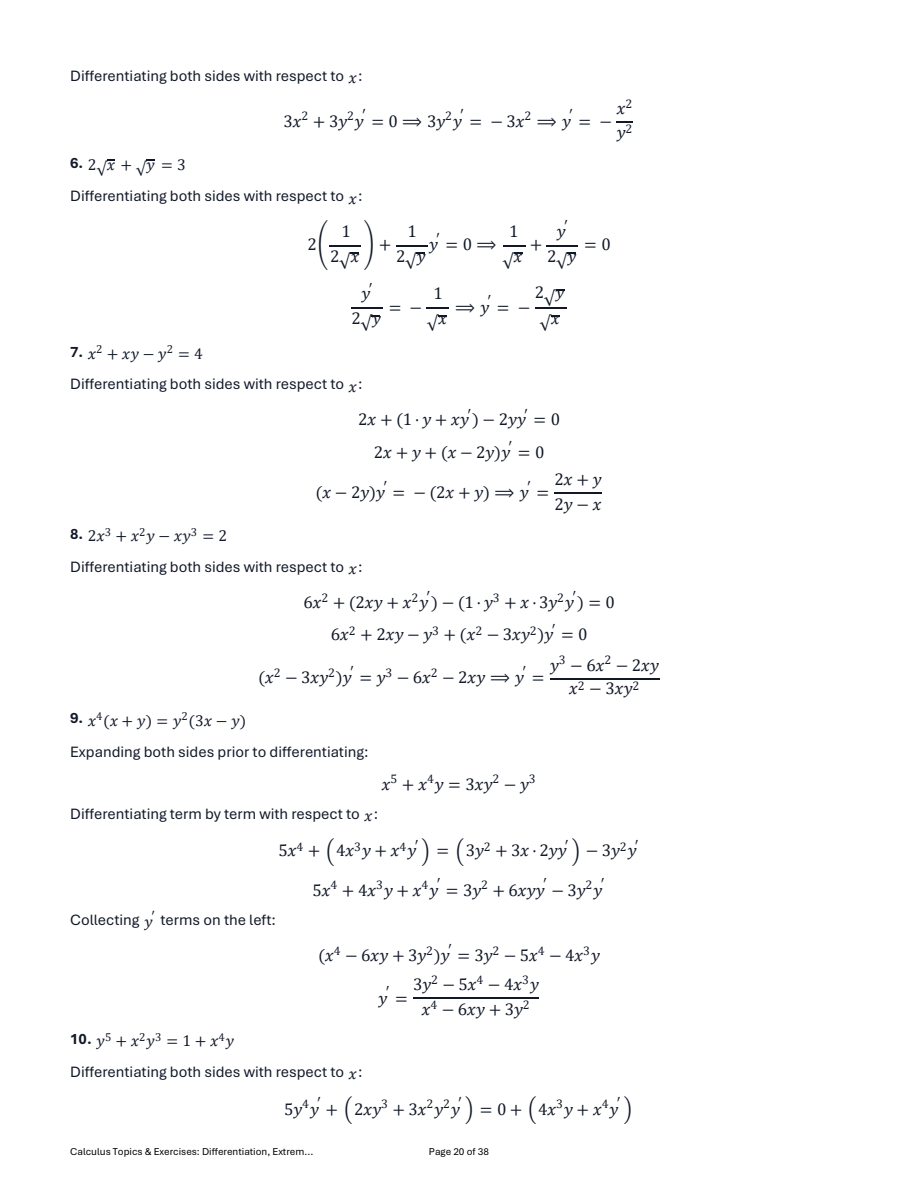 Differentiating both sides with respect to x:
3x² + 3y²y′ = 0 ⟹ 3y²y′ = − 3x² ⟹ y′ = − x²/y²
6. 2√x + √y = 3
Differentiating both sides with respect to x:
2(1/(2√x)) + 1/(2√y) y′ = 0 ⟹ 1/√x + y′/(2√y) = 0
y′/(2√y) = − 1/√x ⟹ y′ = − 2√y/√x
7. x² + xy − y² = 4
Differentiating both sides with respect to x:
2x + (1 · y + xy′) − 2yy′ = 0
2x + y + (x − 2y)y′ = 0
(x − 2y)y′ = − (2x + y) ⟹ y′ = (2x + y)/(2y − x)
8. 2x³ + x²y − xy³ = 2
Differentiating both sides with respect to x:
6x² + (2xy + x²y′) − (1 · y³ + x · 3y²y′) = 0
6x² + 2xy − y³ + (x² − 3xy²)y′ = 0
(x² − 3xy²)y′ = y³ − 6x² − 2xy ⟹ y′ = (y³ − 6x² − 2xy)/(x² − 3xy²)
9. x⁴(x + y) = y²(3x − y)
Expanding both sides prior to differentiating:
x⁵ + x⁴y = 3xy² − y³
Differentiating term by term with respect to x:
5x⁴ + (4x³y + x⁴y′) = (3y² + 3x · 2yy′) − 3y²y′
5x⁴ + 4x³y + x⁴y′ = 3y² + 6xyy′ − 3y²y′
Collecting y′ terms on the left:
(x⁴ − 6xy + 3y²)y′ = 3y² − 5x⁴ − 4x³y
y′ = (3y² − 5x⁴ − 4x³y)/(x⁴ − 6xy + 3y²)
10. y⁵ + x²y³ = 1 + x⁴y
Differentiating both sides with respect to x:
5y⁴y′ + (2xy³ + 3x²y²y′) = 0 + (4x³y + x⁴y′)
Calculus Topics & Exercises: Differentiation, Extrem... Page 20 of 38